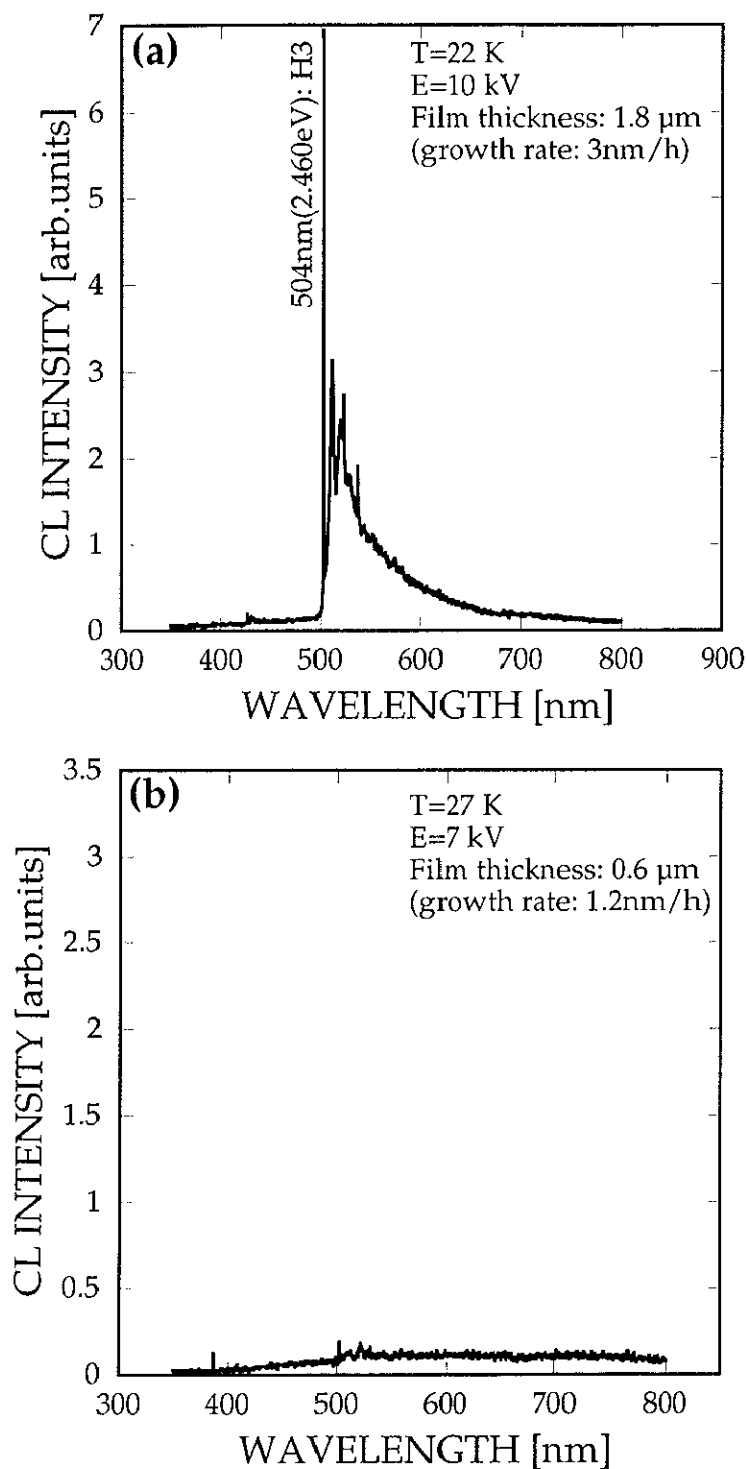 (a)
T=22 K
E=10 kV
Film thickness: 1.8 µm
(growth rate: 3nm/h)
504nm(2.460eV): H3
CL INTENSITY [arb.units]
7
6
5
4
3
2
1
0
300 400 500 600 700 800 900
WAVELENGTH [nm]
(b)
T=27 K
E=7 kV
Film thickness: 0.6 µm
(growth rate: 1.2nm/h)
CL INTENSITY [arb.units]
3.5
3
2.5
2
1.5
1
0.5
0
300 400 500 600 700 800
WAVELENGTH [nm]